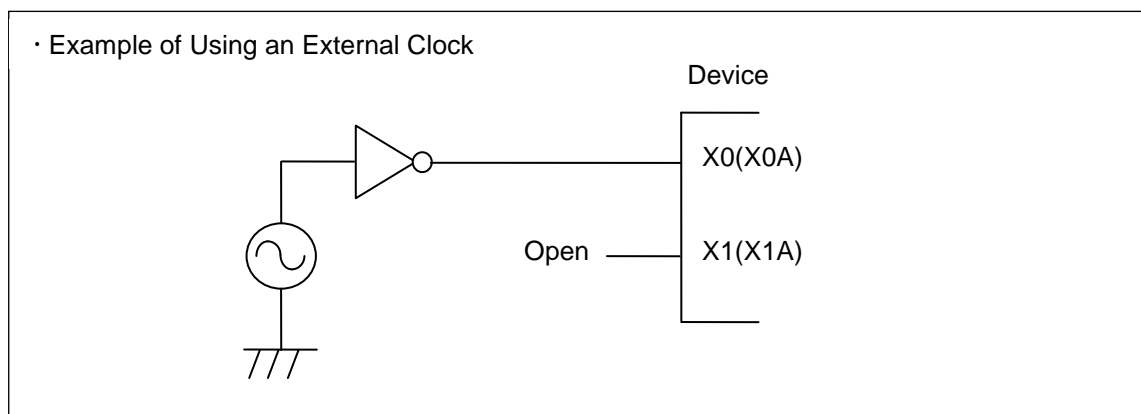 · Example of Using an External Clock
Device
X0(X0A)
Open
X1(X1A)